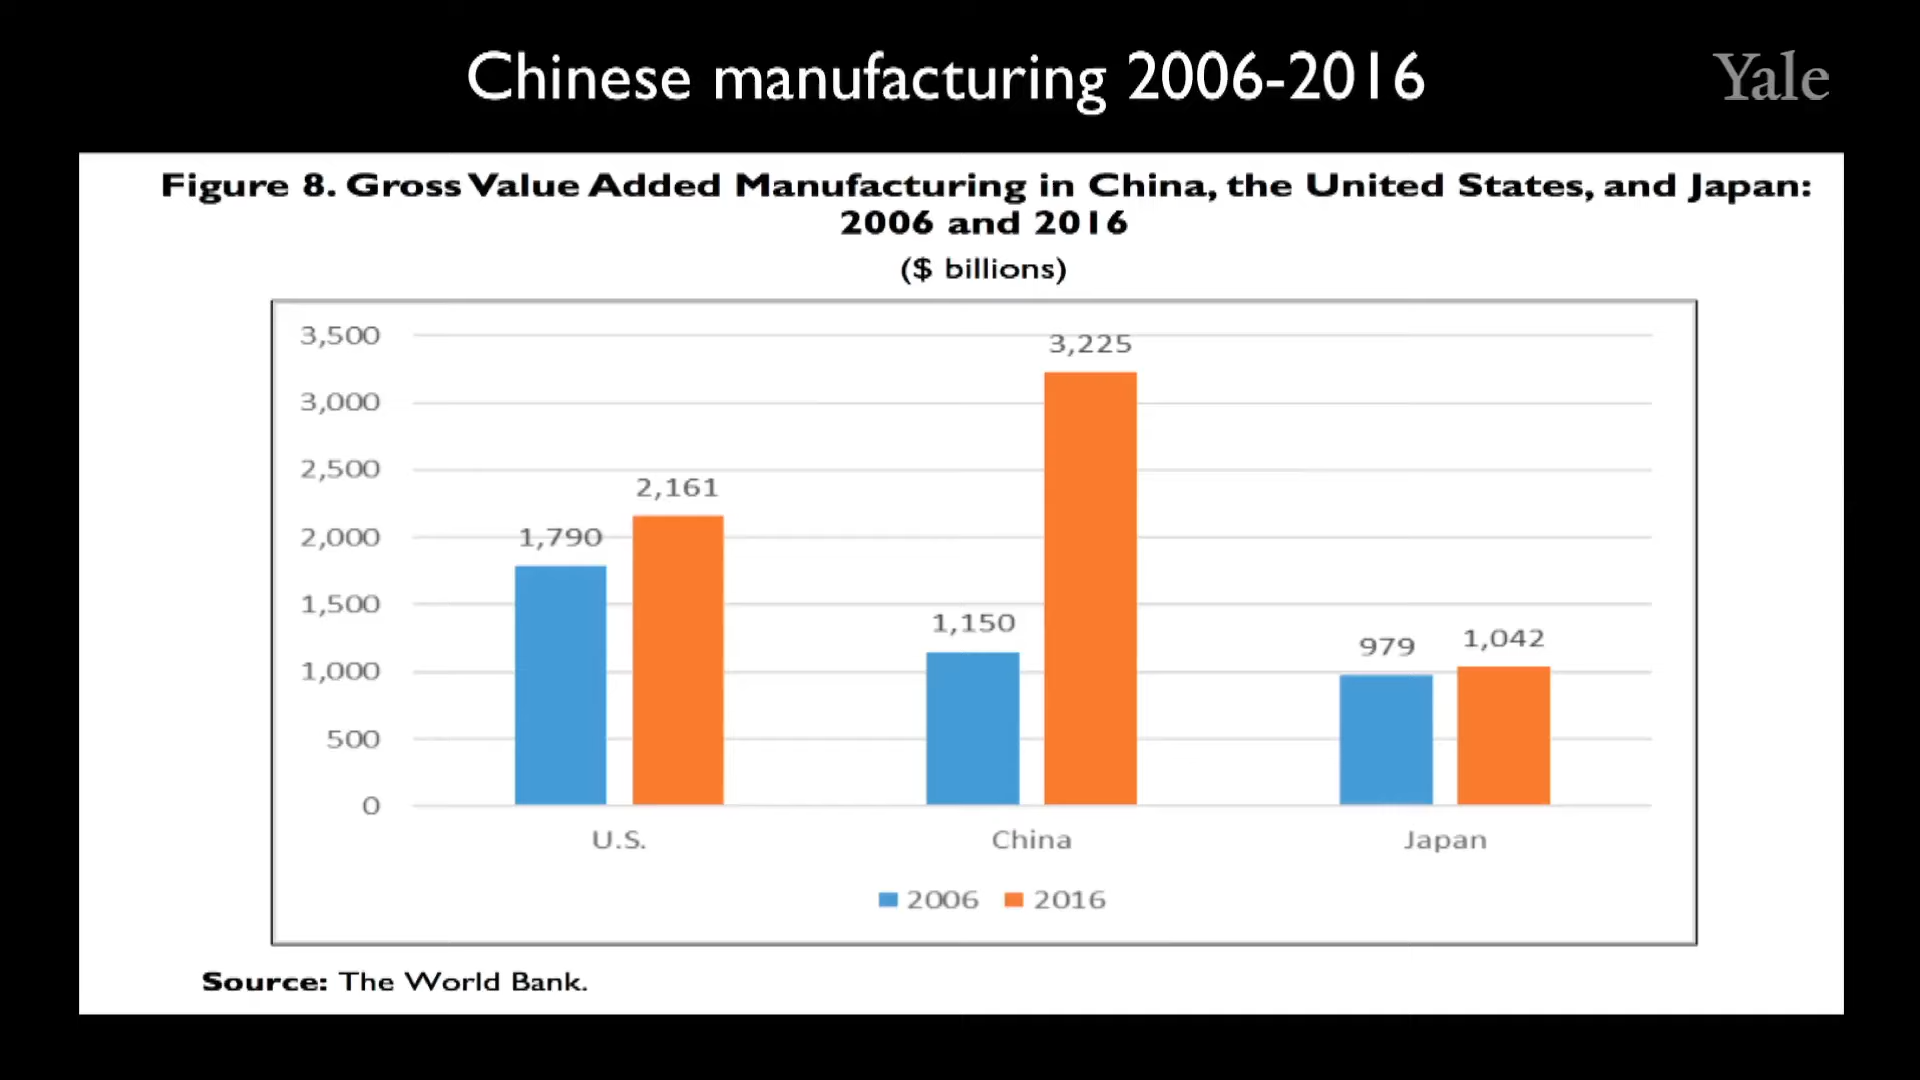 Chinese manufacturing 2006-2016
Yale
Figure 8. Gross Value Added Manufacturing in China, the United States, and Japan:
2006 and 2016
($ billions)
3,500
3,000
2,500
2,000
1,500
1,000
500
0
1,790
2,161
1,150
3,225
979
1,042
U.S.
China
Japan
2006
2016
Source: The World Bank.